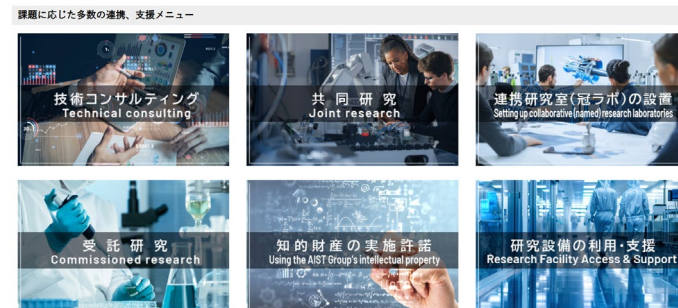 課題に応じた多数の連携、支援メニュー
技術コンサルティング
Technical consulting
共同研究
Joint research
連携研究室(冠ラボ)の設置
Setting up collaborative(named)research laboratories
受託研究
Commissioned research
知的財産の実施許諾
Using the AIST Group's intellectual property
研究設備の利用・支援
Research Facility Access & Support